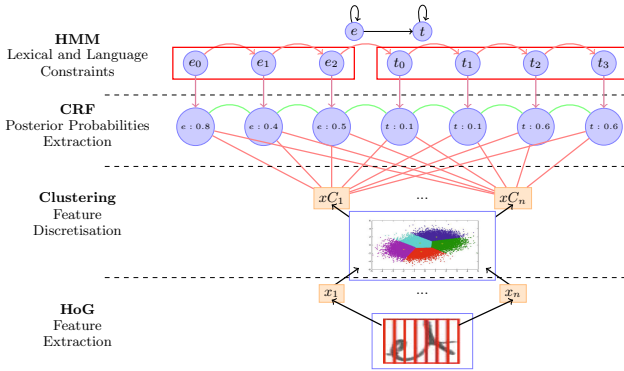 e t
HMM
Lexical and Language
Constraints
e0 e1 e2 t0 t1 t2 t3
CRF
Posterior Probabilities
Extraction
e : 0.8 e : 0.4 e : 0.5 t : 0.1 t : 0.1 t : 0.6 t : 0.6
Clustering
Feature
Discretisation
xC1 ... xCn
HoG
Feature
Extraction
x1 ... xn
et